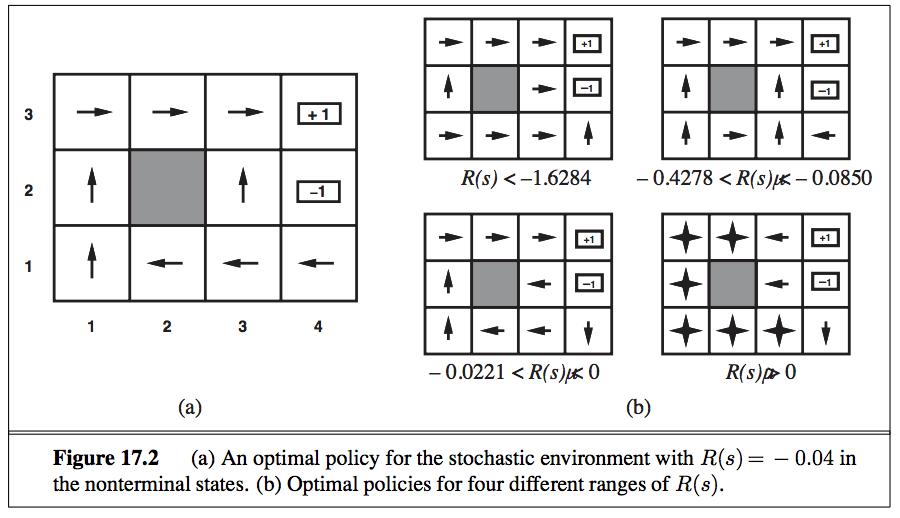 3
+ 1
2
–1
1
1 2 3 4
(a)
+1
–1
R(s) < –1.6284
+1
–1
– 0.4278 < R(s) < – 0.0850
+1
–1
– 0.0221 < R(s) < 0
+1
–1
R(s) > 0
(b)
Figure 17.2 (a) An optimal policy for the stochastic environment with R(s) = – 0.04 in
the nonterminal states. (b) Optimal policies for four different ranges of R(s).